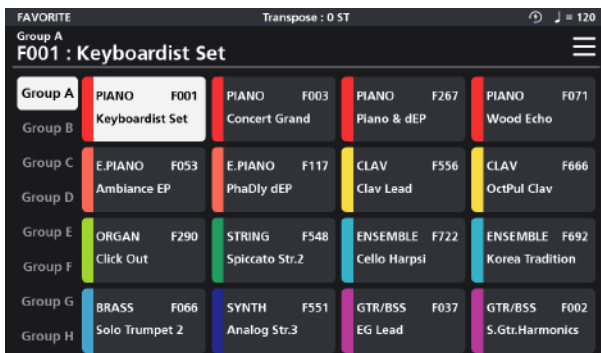 FAVORITE Transpose : 0 ST ♩ = 120
Group A
F001 : Keyboardist Set
Group A
Group B
Group C
Group D
Group E
Group F
Group G
Group H
PIANO F001
Keyboardist Set
PIANO F003
Concert Grand
PIANO F267
Piano & dEP
PIANO F071
Wood Echo
E.PIANO F053
Ambiance EP
E.PIANO F117
PhaDly dEP
CLAV F556
Clav Lead
CLAV F666
OctPul Clav
ORGAN F290
Click Out
STRING F548
Spiccato Str.2
ENSEMBLE F722
Cello Harpsi
ENSEMBLE F692
Korea Tradition
BRASS F066
Solo Trumpet 2
SYNTH F551
Analog Str.3
GTR/BSS F037
EG Lead
GTR/BSS F002
S.Gtr.Harmonics